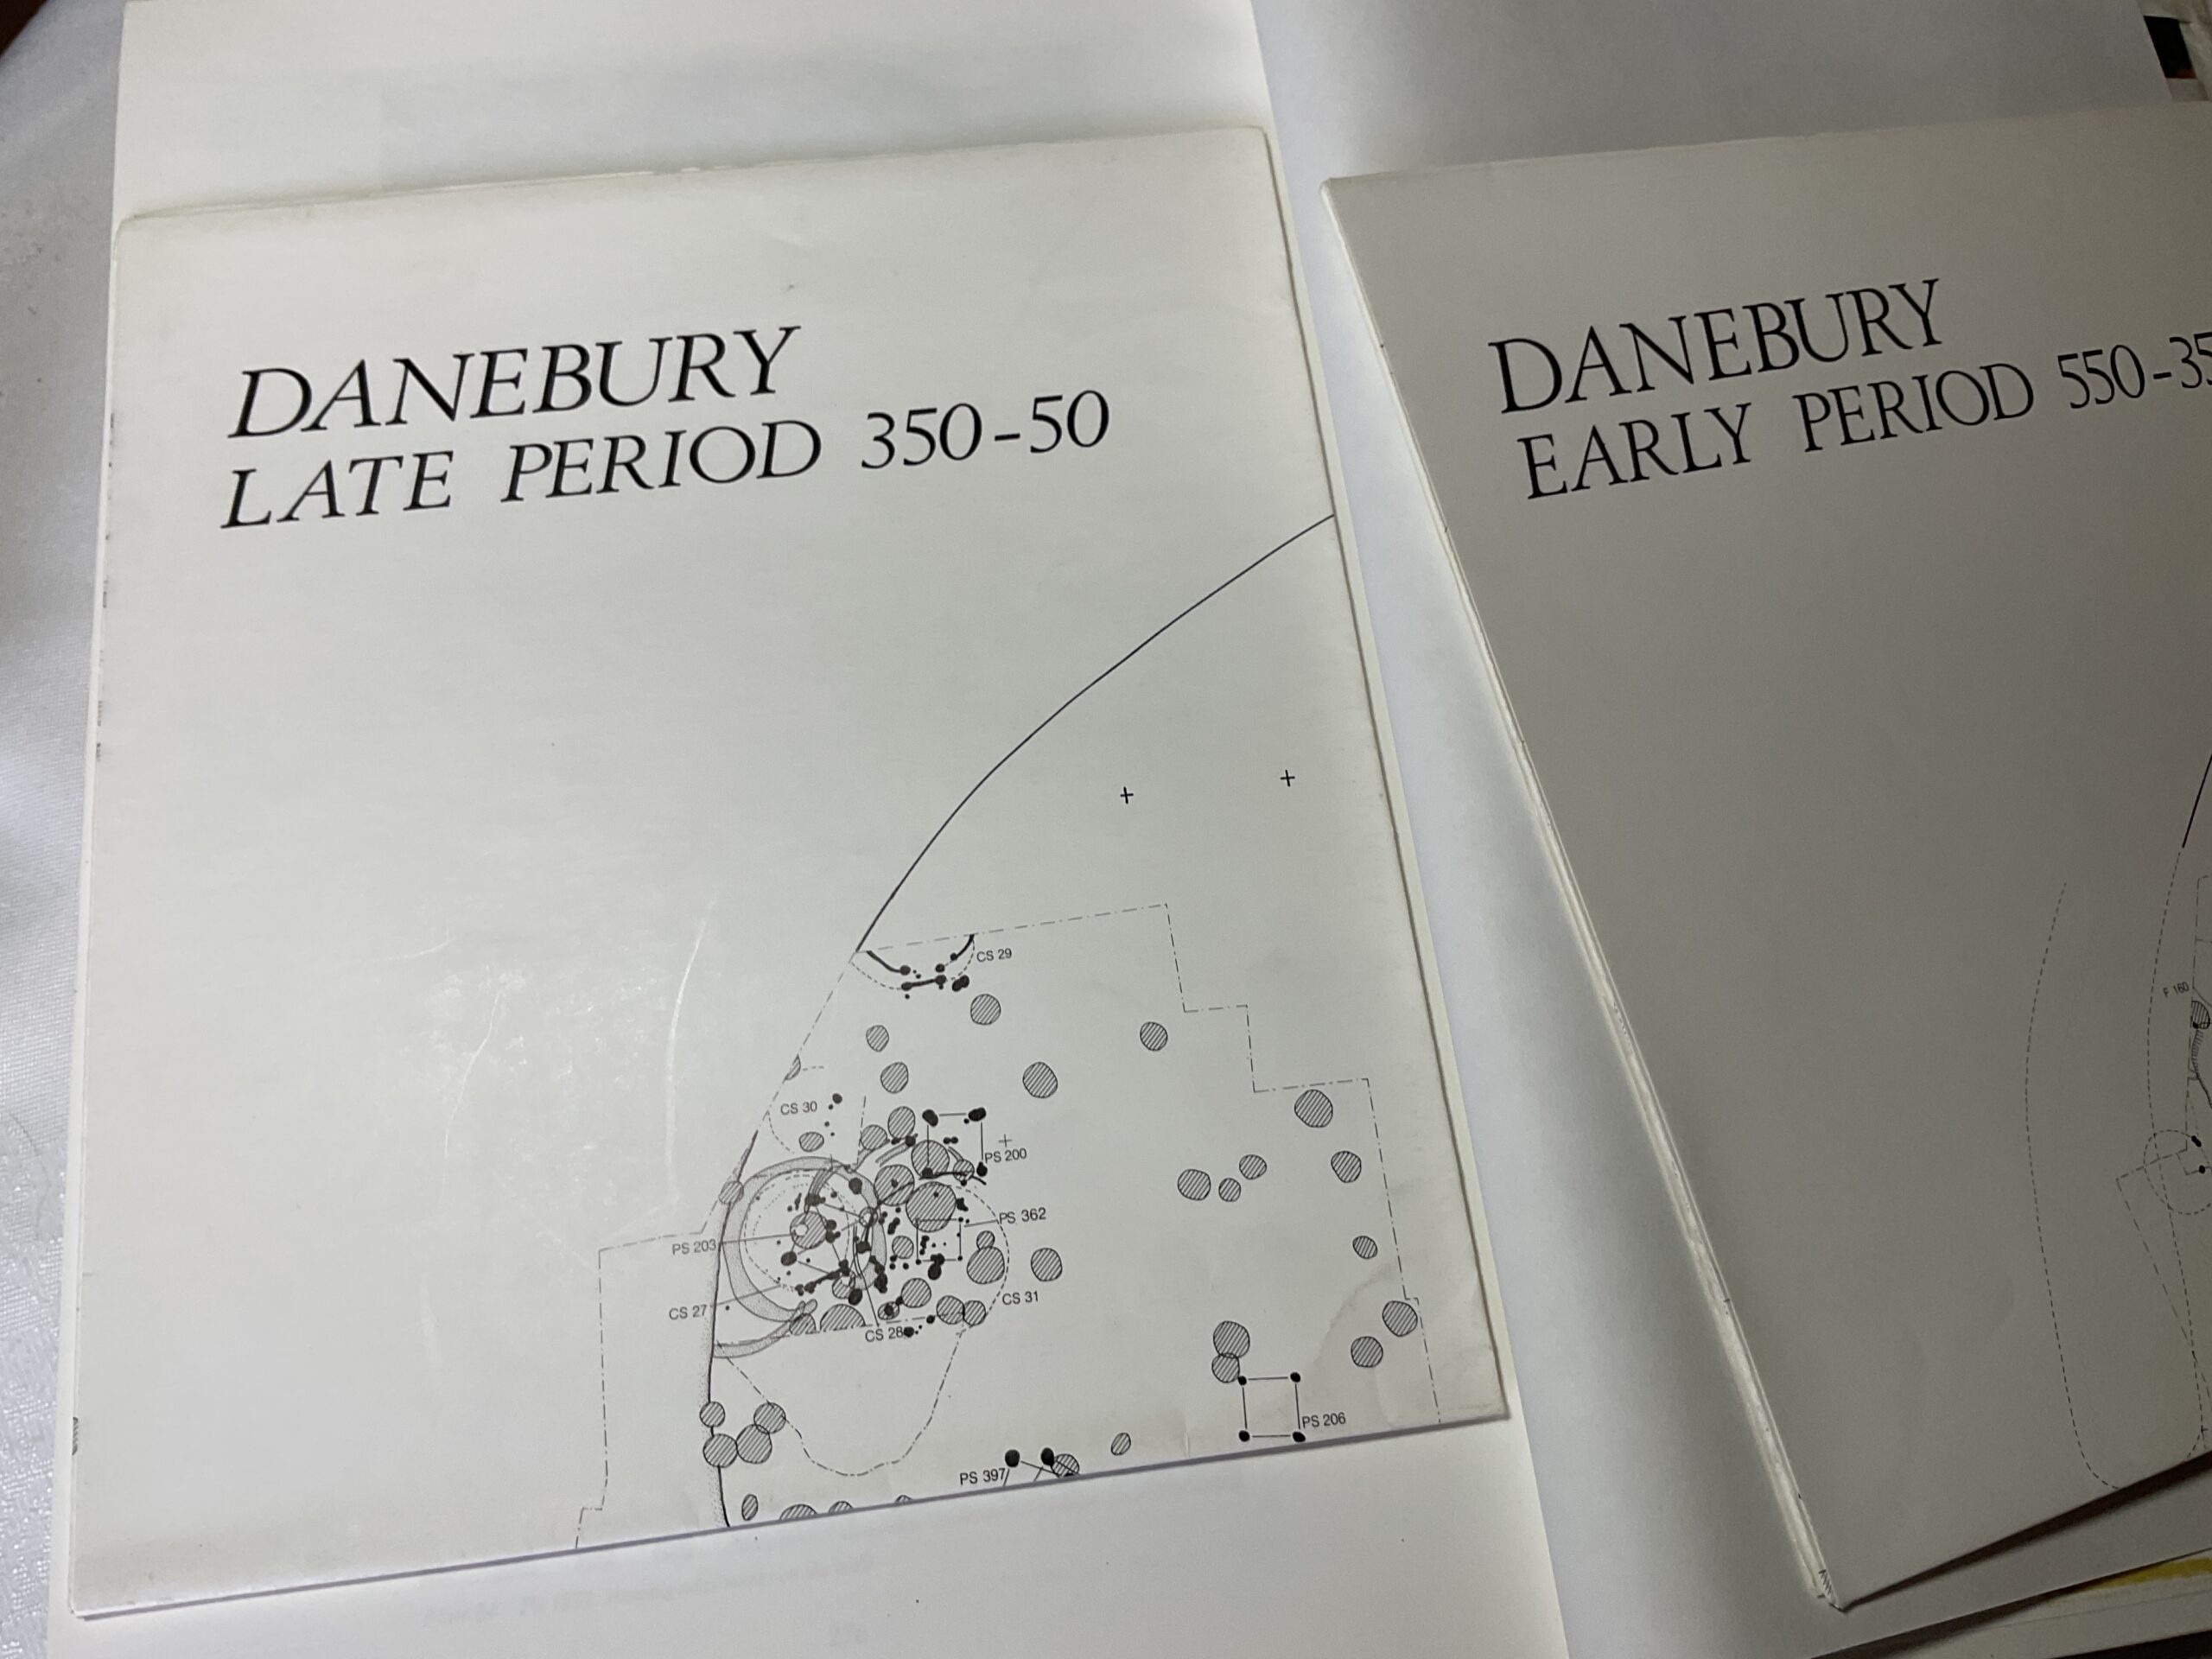 DANEBURY
LATE PERIOD 350-50
CS 29
CS 30
PS 200
PS 362
PS 203
CS 27
CS 31
CS 28
PS 206
PS 397
DANEBURY
EARLY PERIOD 550-35
F 160